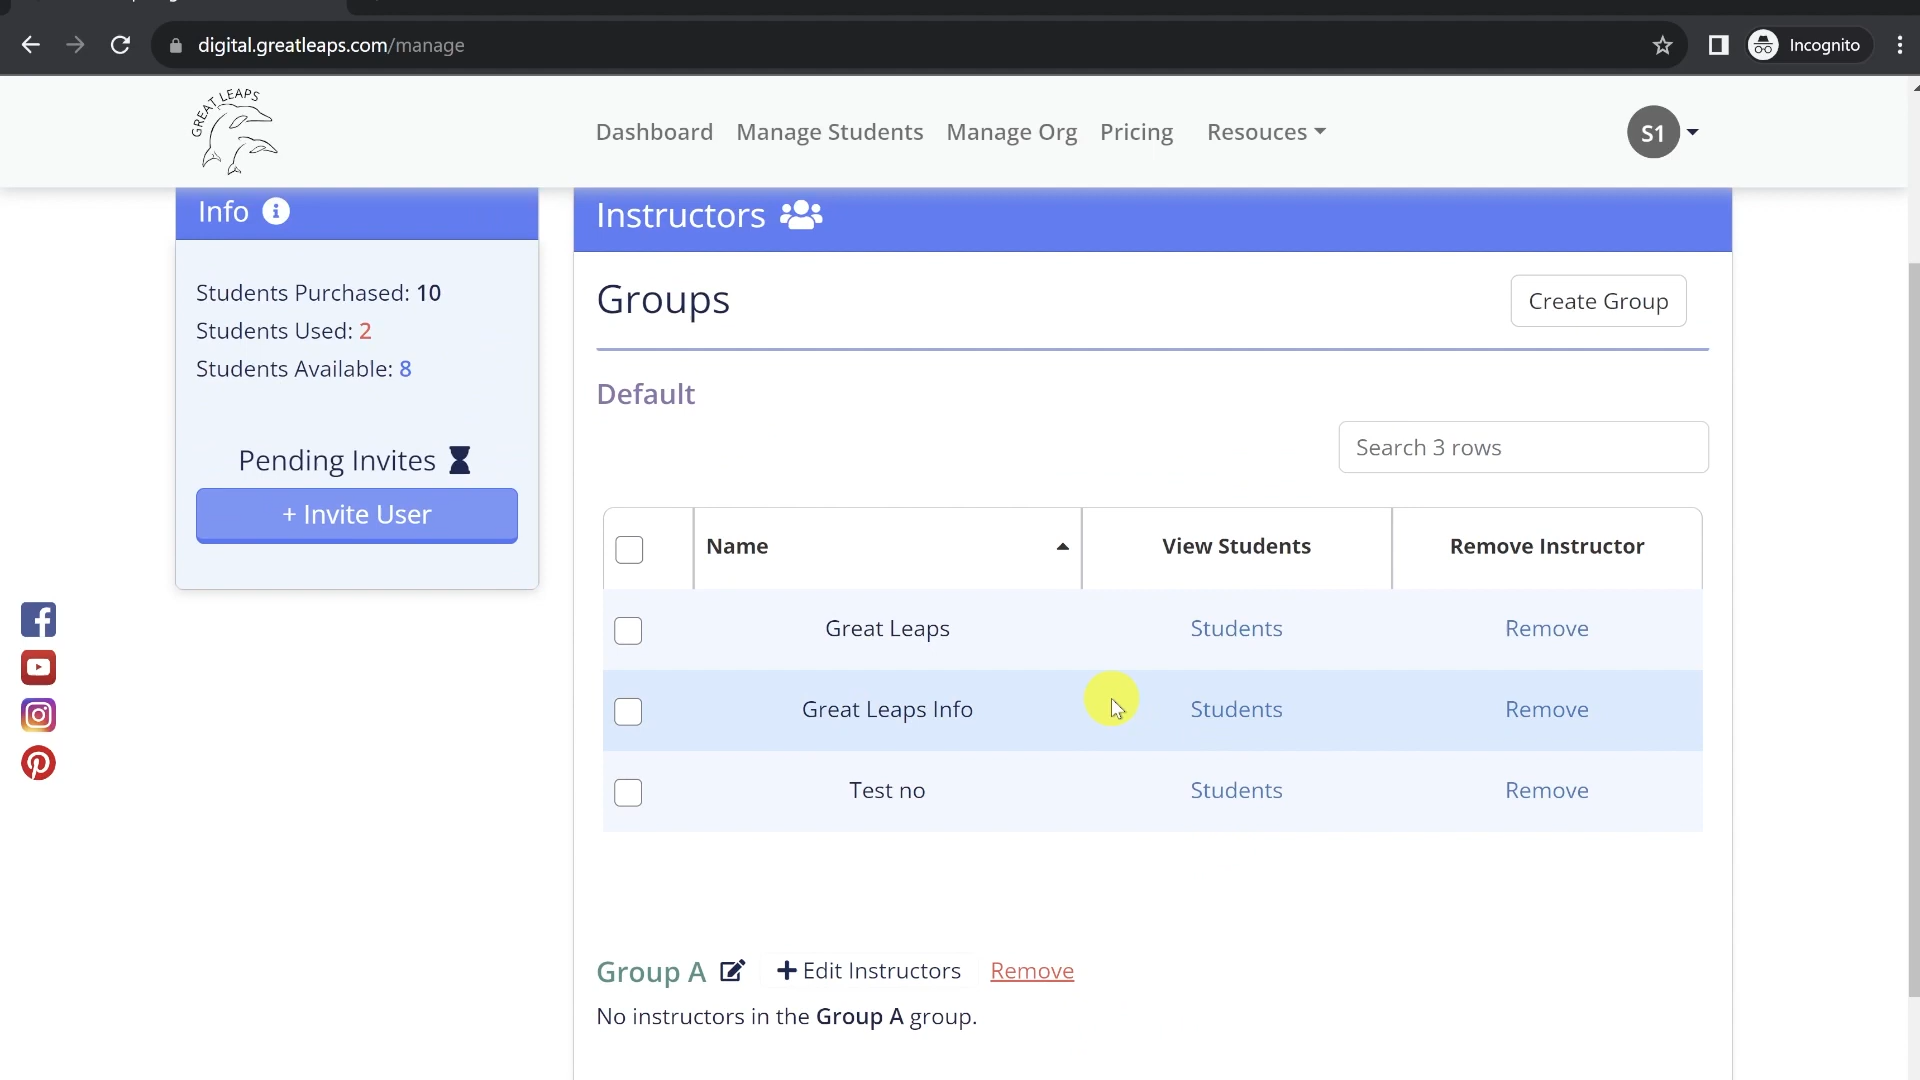 digital.greatleaps.com/manage
Incognito
GREAT LEAPS
Dashboard Manage Students Manage Org Pricing Resouces
S1
Info
Students Purchased: 10
Students Used: 2
Students Available: 8
Pending Invites
+ Invite User
Instructors
Groups
Create Group
Default
Search 3 rows
Name View Students Remove Instructor
Great Leaps Students Remove
Great Leaps Info Students Remove
Test no Students Remove
Group A + Edit Instructors Remove
No instructors in the Group A group.